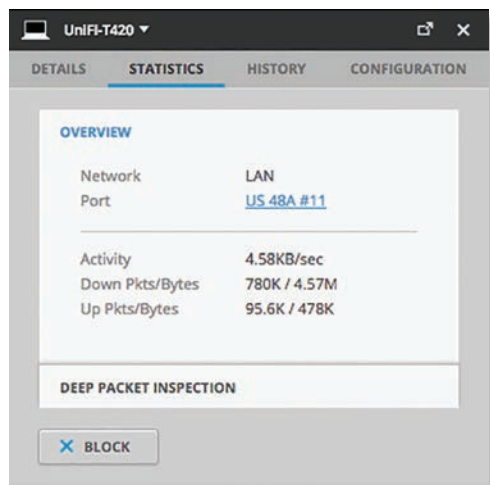 UniFi-T420
DETAILS STATISTICS HISTORY CONFIGURATION
OVERVIEW
Network LAN
Port US 48A #11
Activity 4.58KB/sec
Down Pkts/Bytes 780K / 4.57M
Up Pkts/Bytes 95.6K / 478K
DEEP PACKET INSPECTION
BLOCK